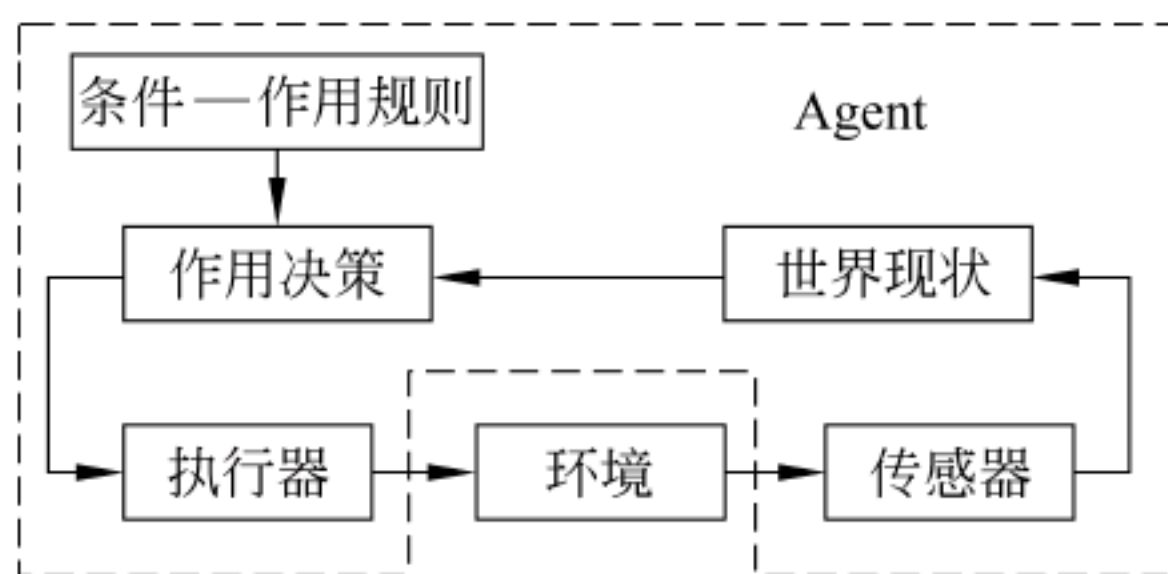 条件—作用规则
Agent
作用决策
世界现状
执行器
环境
传感器